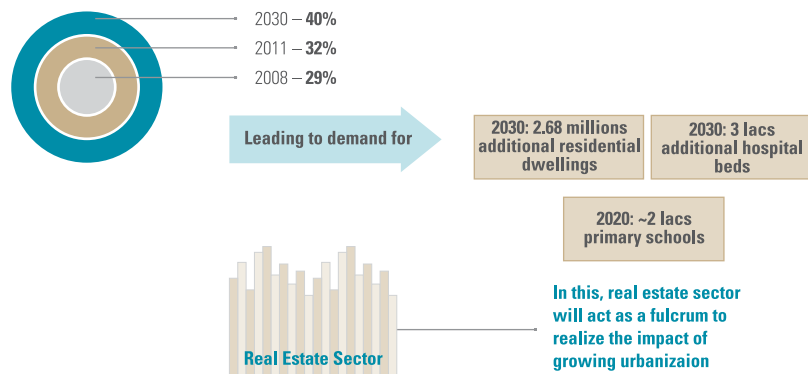 2030 – 40%
2011 – 32%
2008 – 29%
Leading to demand for
2030: 2.68 millions
additional residential
dwellings
2030: 3 lacs
additional hospital
beds
2020: ~2 lacs
primary schools
Real Estate Sector
In this, real estate sector
will act as a fulcrum to
realize the impact of
growing urbanizaion